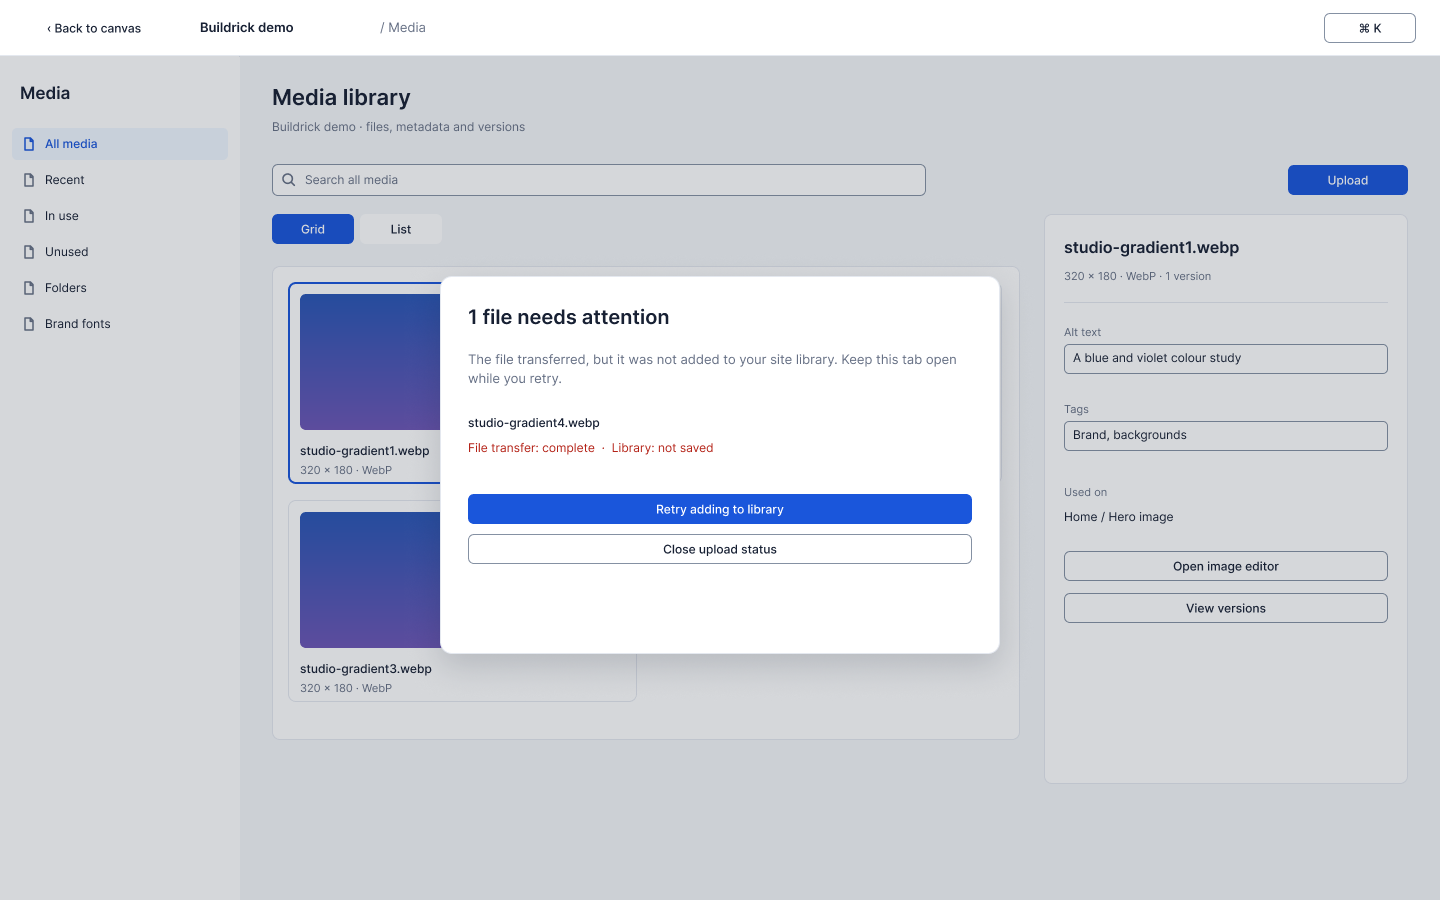 ‹ Back to canvas
Buildrick demo
/ Media
⌘ K
Media
All media
Recent
In use
Unused
Folders
Brand fonts
Media library
Buildrick demo · files, metadata and versions
Search all media
Upload
Grid
List
studio-gradient1.webp
320 × 180 · WebP
studio-gradient3.webp
320 × 180 · WebP
1 file needs attention
The file transferred, but it was not added to your site library. Keep this tab open
while you retry.
studio-gradient4.webp
File transfer: complete · Library: not saved
Retry adding to library
Close upload status
studio-gradient1.webp
320 × 180 · WebP · 1 version
Alt text
A blue and violet colour study
Tags
Brand, backgrounds
Used on
Home / Hero image
Open image editor
View versions